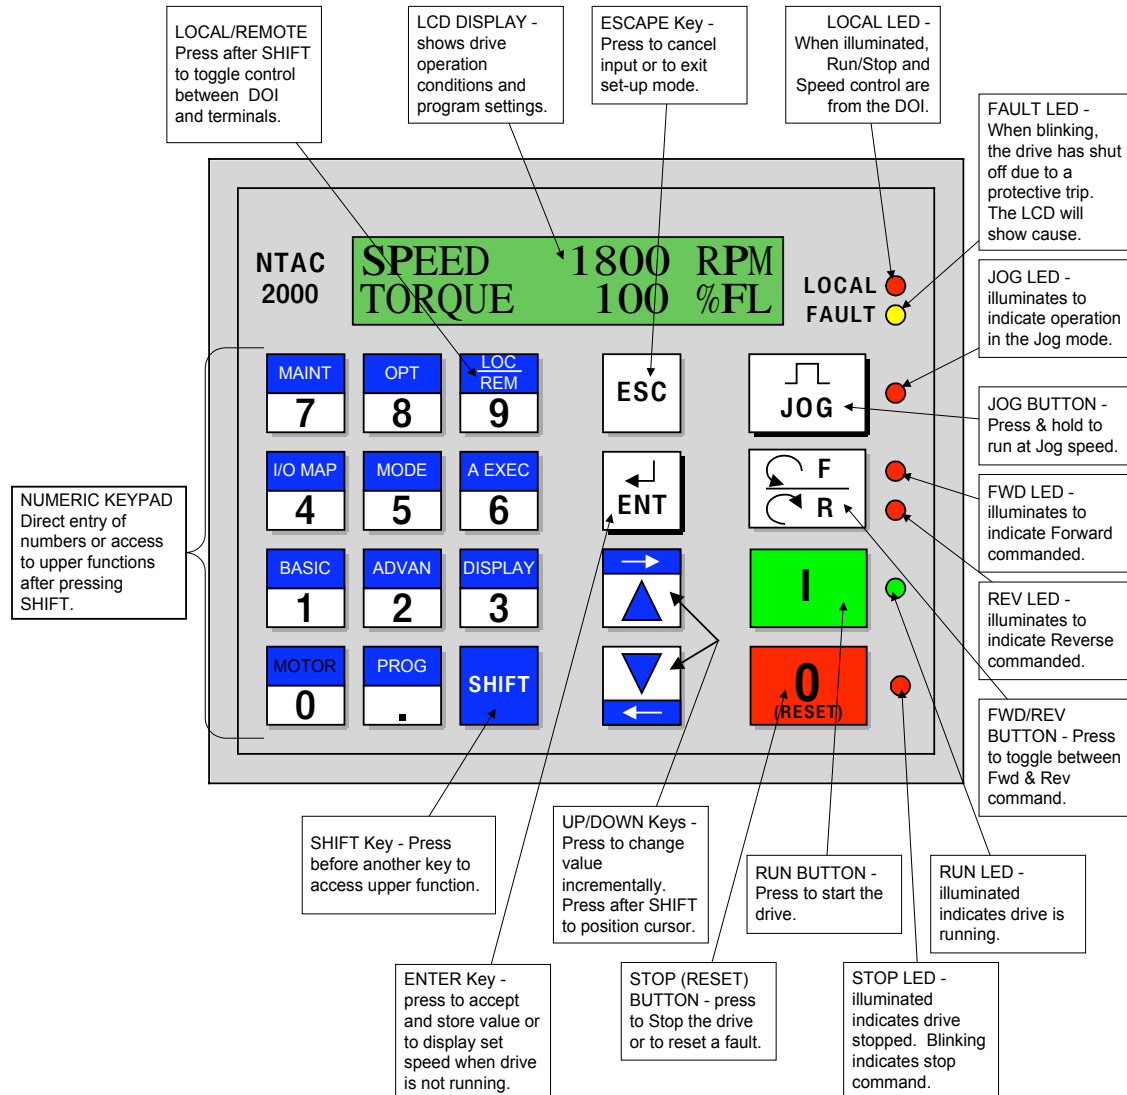 LOCAL/REMOTE
Press after SHIFT
to toggle control
between DOI
and terminals.
LCD DISPLAY -
shows drive
operation
conditions and
program settings.
ESCAPE Key -
Press to cancel
input or to exit
set-up mode.
LOCAL LED -
When illuminated,
Run/Stop and
Speed control are
from the DOI.
FAULT LED -
When blinking,
the drive has shut
off due to a
protective trip.
The LCD will
show cause.
NTAC
2000
SPEED 1800 RPM
TORQUE 100 %FL
LOCAL
FAULT
JOG LED -
illuminates to
indicate operation
in the Jog mode.
MAINT
7
OPT
8
LOC
REM
9
ESC
JOG
JOG BUTTON -
Press & hold to
run at Jog speed.
I/O MAP
4
MODE
5
A EXEC
6
ENT
F
R
FWD LED -
illuminates to
indicate Forward
commanded.
NUMERIC KEYPAD
Direct entry of
numbers or access
to upper functions
after pressing
SHIFT.
BASIC
1
ADVAN
2
DISPLAY
3
I
REV LED -
illuminates to
indicate Reverse
commanded.
MOTOR
0
PROG
.
SHIFT
0
(RESET)
FWD/REV
BUTTON - Press
to toggle between
Fwd & Rev
command.
SHIFT Key - Press
before another key to
access upper function.
UP/DOWN Keys -
Press to change
value
incrementally.
Press after SHIFT
to position cursor.
RUN BUTTON -
Press to start the
drive.
RUN LED -
illuminated
indicates drive is
running.
ENTER Key -
press to accept
and store value or
to display set
speed when drive
is not running.
STOP (RESET)
BUTTON - press
to Stop the drive
or to reset a fault.
STOP LED -
illuminated
indicates drive
stopped. Blinking
indicates stop
command.